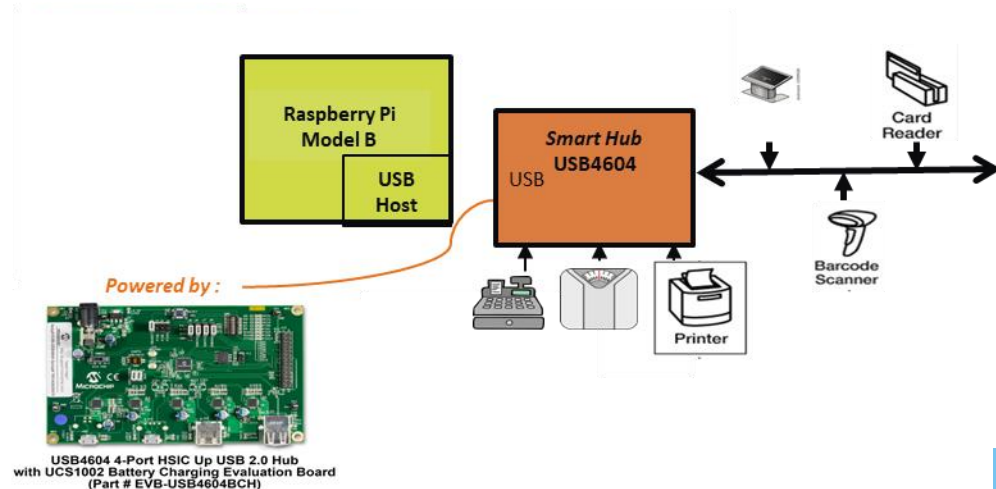 Raspberry Pi
Model B
USB
Host
Smart Hub
USB4604
USB
Card
Reader
Barcode
Scanner
Printer
Powered by :
MICROCHIP
USB4604 4-Port HSIC Up USB 2.0 Hub
with UCS1002 Battery Charging Evaluation Board
(Part # EVB-USB4604BCH)